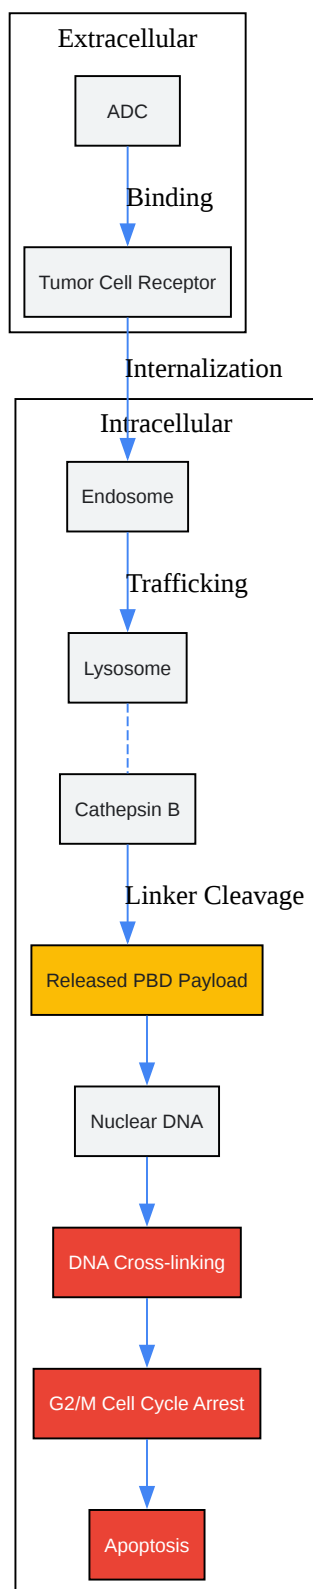 Extracellular
ADC
Binding
Tumor Cell Receptor
Internalization
Intracellular
Endosome
Trafficking
Lysosome
Cathepsin B
Linker Cleavage
Released PBD Payload
Nuclear DNA
DNA Cross-linking
G2/M Cell Cycle Arrest
Apoptosis